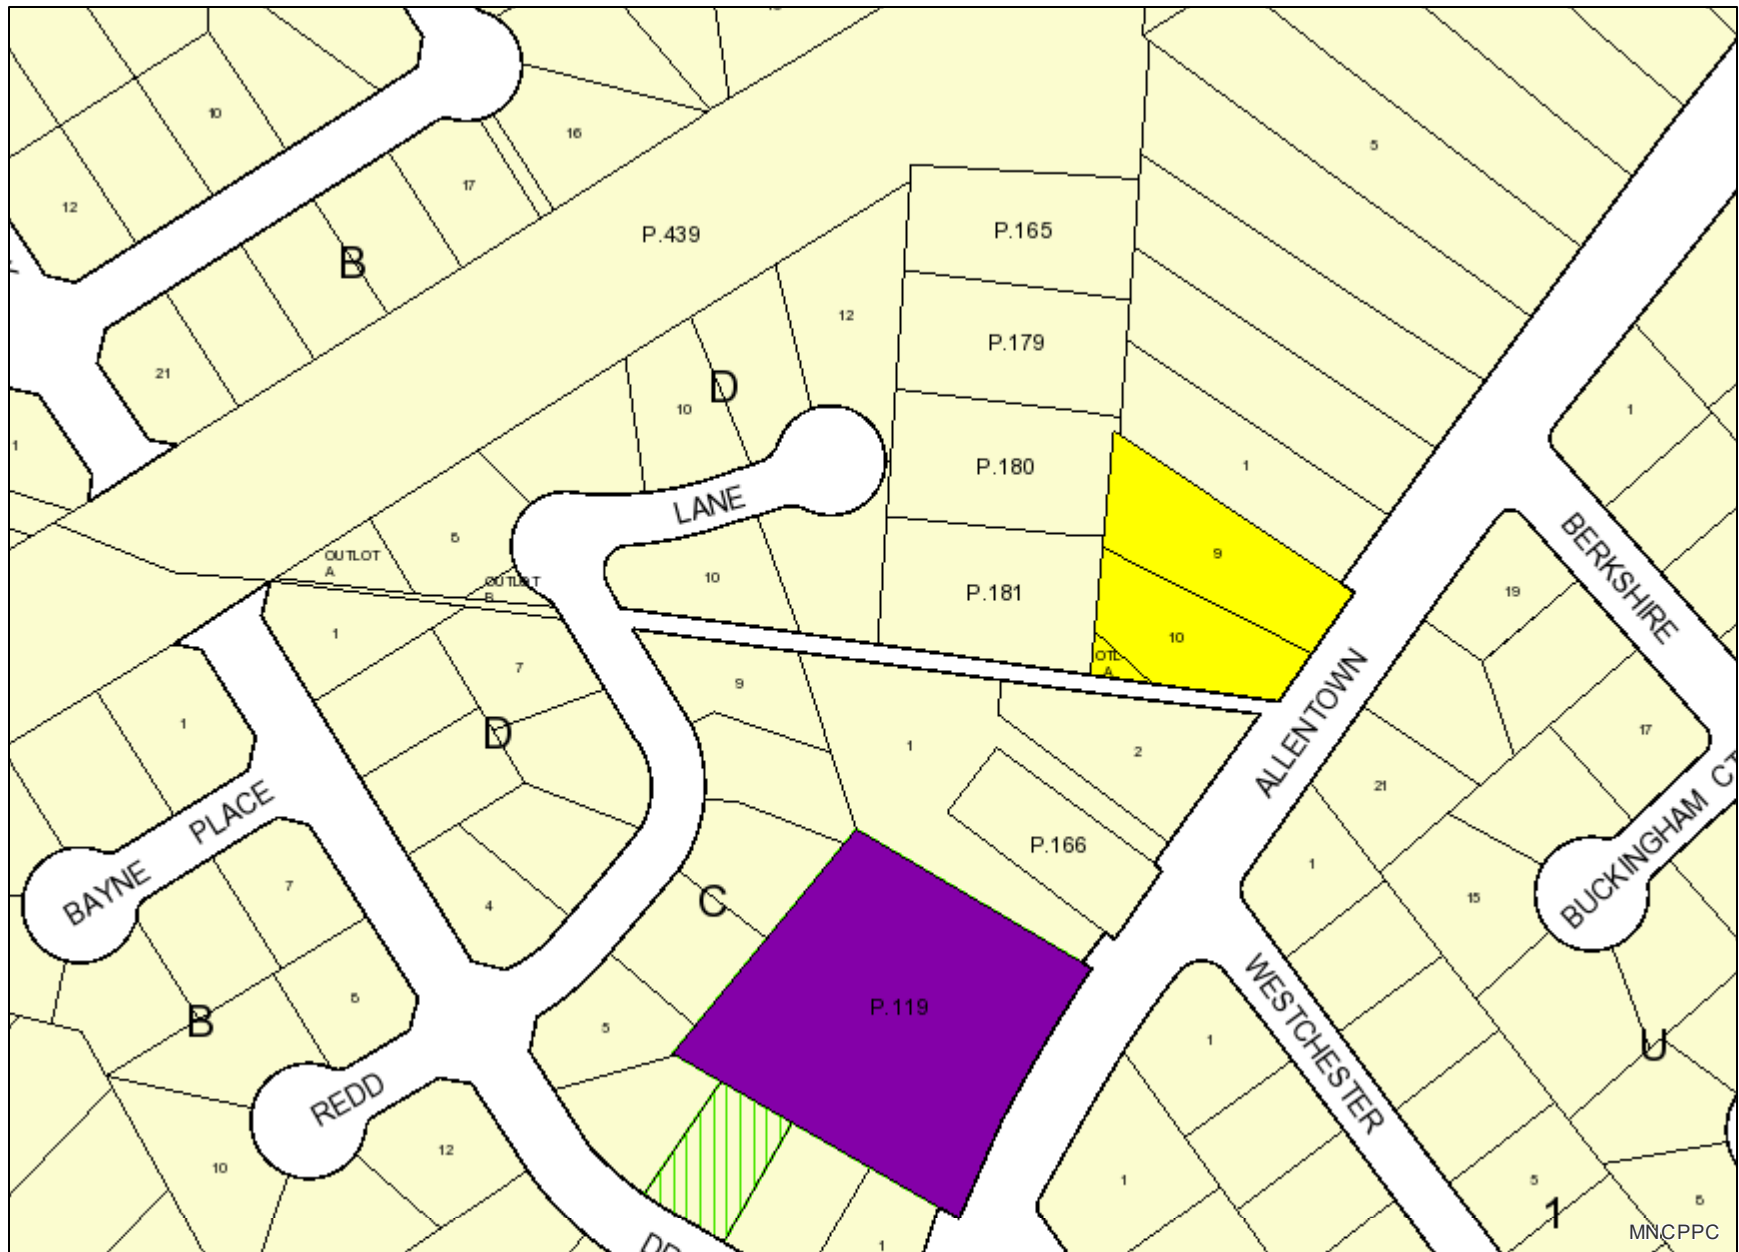 10
16
5
12
17
P.439
P.165
B
12
P.179
21
D
10
1
1
P.180
1
LANE
BERKSHIRE
8
OUTLOT
A
9
OUTLOT
B
10
P.181
19
1
10
7
OTL
A
9
ALLENTOWN
1
D
1
2
17
CT
BUCKINGHAM
21
PLACE
BAYNE
P.166
1
7
4
C
15
P.119
WESTCHESTER
B
5
1
U
REDD
12
10
1
5
1
MNCPPC
1